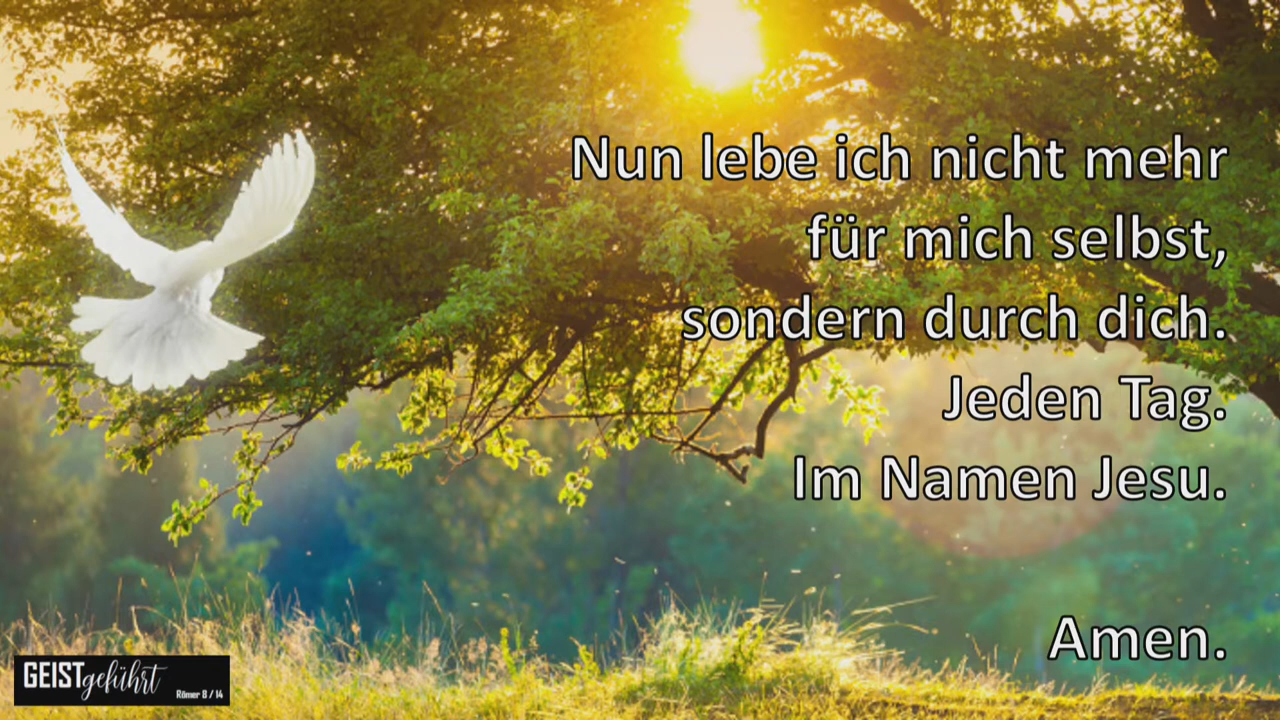 Nun lebe ich nicht mehr
für mich selbst,
sondern durch dich.
Jeden Tag.
Im Namen Jesu.
Amen.
GEISTgeführt
Römer 8 / 14